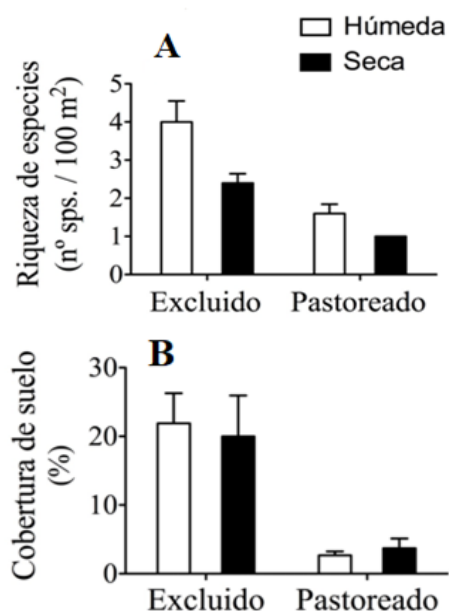 Húmeda
Seca
A
Riqueza de especies
(nº sps. / 100 m²)
5
4
3
2
1
0
Excluido Pastoreado
B
Cobertura de suelo
(%)
30
20
10
0
Excluido Pastoreado